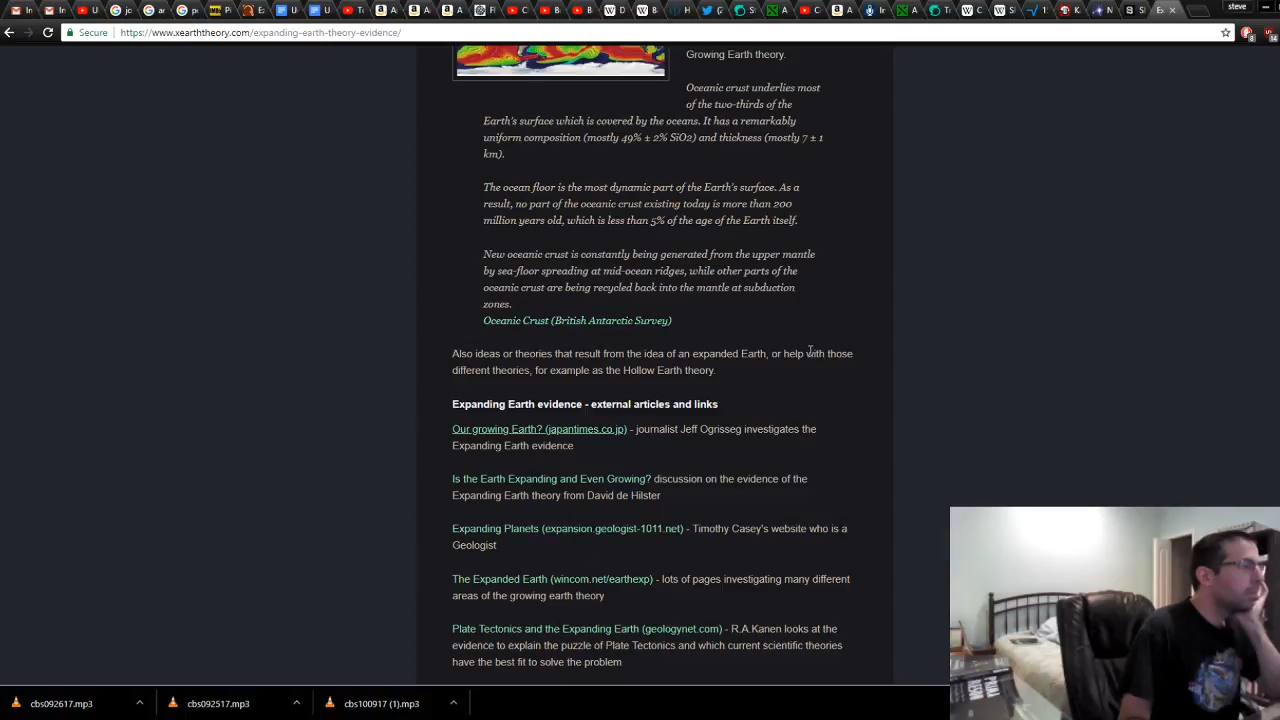 steve
Secure https://www.xearththeory.com/expanding-earth-theory-evidence/
Growing Earth theory.
Oceanic crust underlies most
of the two-thirds of the
Earth's surface which is covered by the oceans. It has a remarkably
uniform composition (mostly 49% ± 2% SiO2) and thickness (mostly 7 ± 1
km).
The ocean floor is the most dynamic part of the Earth's surface. As a
result, no part of the oceanic crust existing today is more than 200
million years old, which is less than 5% of the age of the Earth itself.
New oceanic crust is constantly being generated from the upper mantle
by sea-floor spreading at mid-ocean ridges, while other parts of the
oceanic crust are being recycled back into the mantle at subduction
zones.
Oceanic Crust (British Antarctic Survey)
Also ideas or theories that result from the idea of an expanded Earth, or help with those
different theories, for example as the Hollow Earth theory.
Expanding Earth evidence - external articles and links
Our growing Earth? (japantimes.co.jp) - journalist Jeff Ogrisseg investigates the
Expanding Earth evidence
Is the Earth Expanding and Even Growing? discussion on the evidence of the
Expanding Earth theory from David de Hilster
Expanding Planets (expansion.geologist-1011.net) - Timothy Casey's website who is a
Geologist
The Expanded Earth (wincom.net/earthexp) - lots of pages investigating many different
areas of the growing earth theory
Plate Tectonics and the Expanding Earth (geologynet.com) - R.A.Kanen looks at the
evidence to explain the puzzle of Plate Tectonics and which current scientific theories
have the best fit to solve the problem
cbs092617.mp3 cbs092517.mp3 cbs100917 (1).mp3